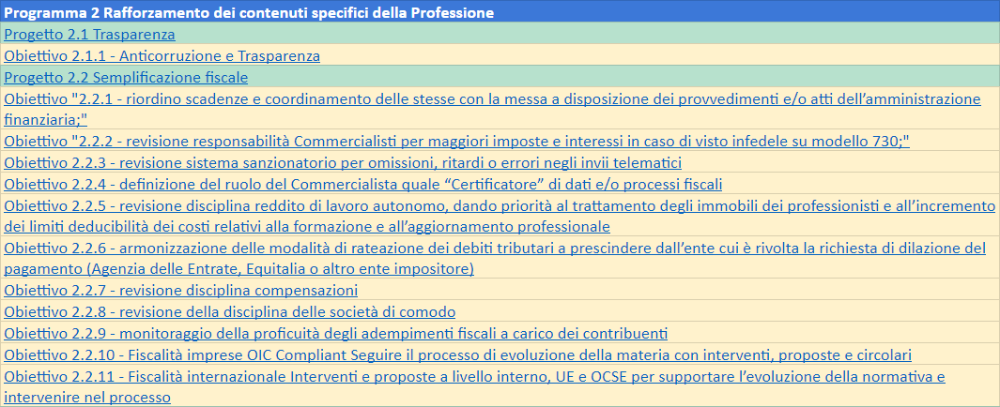 Programma 2 Rafforzamento dei contenuti specifici della Professione
Progetto 2.1 Trasparenza
Obiettivo 2.1.1 - Anticorruzione e Trasparenza
Progetto 2.2 Semplificazione fiscale
Obiettivo "2.2.1 - riordino scadenze e coordinamento delle stesse con la messa a disposizione dei provvedimenti e/o atti dell’amministrazione
finanziaria;"
Obiettivo "2.2.2 - revisione responsabilità Commercialisti per maggiori imposte e interessi in caso di visto infedele su modello 730;"
Obiettivo 2.2.3 - revisione sistema sanzionatorio per omissioni, ritardi o errori negli invii telematici
Obiettivo 2.2.4 - definizione del ruolo del Commercialista quale “Certificatore” di dati e/o processi fiscali
Obiettivo 2.2.5 - revisione disciplina reddito di lavoro autonomo, dando priorità al trattamento degli immobili dei professionisti e all’incremento
dei limiti deducibilità dei costi relativi alla formazione e all’aggiornamento professionale
Obiettivo 2.2.6 - armonizzazione delle modalità di rateazione dei debiti tributari a prescindere dall’ente cui è rivolta la richiesta di dilazione del
pagamento (Agenzia delle Entrate, Equitalia o altro ente impositore)
Obiettivo 2.2.7 - revisione disciplina compensazioni
Obiettivo 2.2.8 - revisione della disciplina delle società di comodo
Obiettivo 2.2.9 - monitoraggio della proficuità degli adempimenti fiscali a carico dei contribuenti
Obiettivo 2.2.10 - Fiscalità imprese OIC Compliant Seguire il processo di evoluzione della materia con interventi, proposte e circolari
Obiettivo 2.2.11 - Fiscalità internazionale Interventi e proposte a livello interno, UE e OCSE per supportare l’evoluzione della normativa e
intervenire nel processo